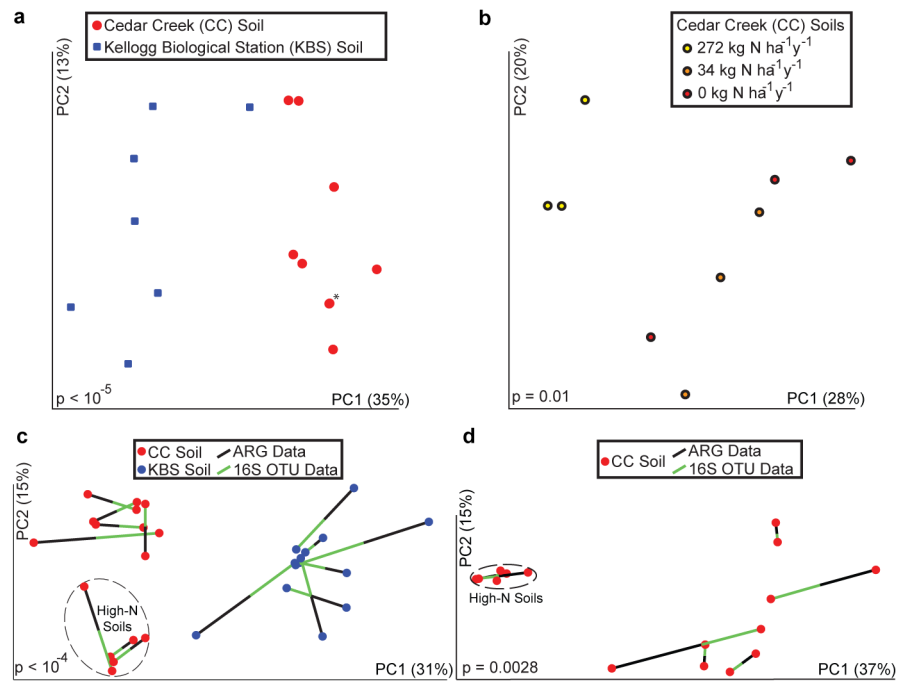 a
Cedar Creek (CC) Soil
Kellogg Biological Station (KBS) Soil
PC2 (13%)
*
p < 10-5
PC1 (35%)
b
Cedar Creek (CC) Soils
272 kg N ha-1y-1
34 kg N ha-1y-1
0 kg N ha-1y-1
PC2 (20%)
p = 0.01
PC1 (28%)
c
CC Soil
ARG Data
KBS Soil
16S OTU Data
PC2 (15%)
High-N
Soils
p < 10-4
PC1 (31%)
d
CC Soil
ARG Data
16S OTU Data
PC2 (15%)
High-N Soils
p = 0.0028
PC1 (37%)